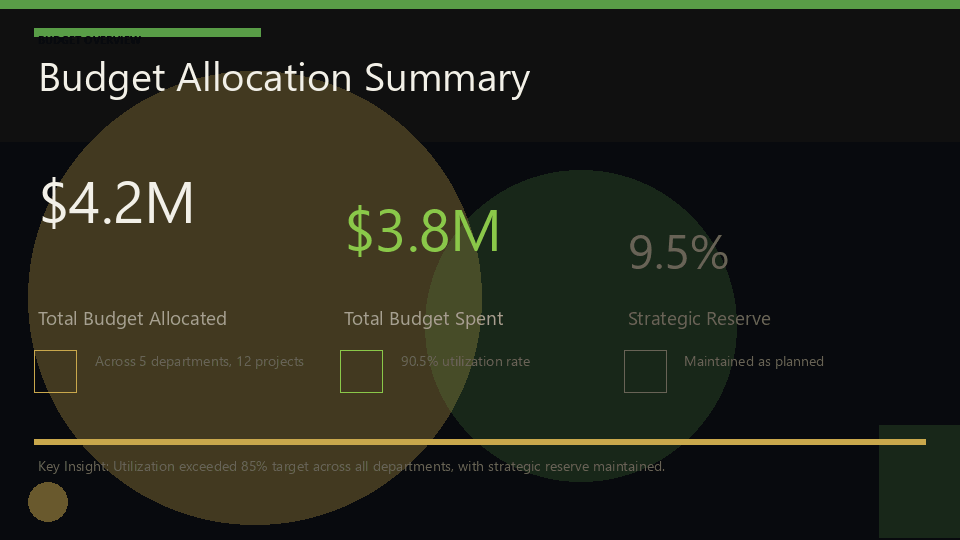 BUDGET OVERVIEW
Budget Allocation Summary
$4.2M
$3.8M
9.5%
Total Budget Allocated
Total Budget Spent
Strategic Reserve
Across 5 departments, 12 projects
90.5% utilization rate
Maintained as planned
Key Insight: Utilization exceeded 85% target across all departments, with strategic reserve maintained.